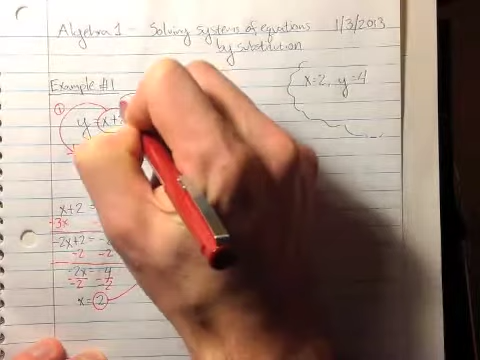 Algebra 1 - Solving systems of equations 1/3/2013
by substitution
Example #1
x=2, y=4
①
y = x+2
x+2 =
-3x
-2x+2 = -
-2 -2
-2x = -4
-2 -2
x = 2